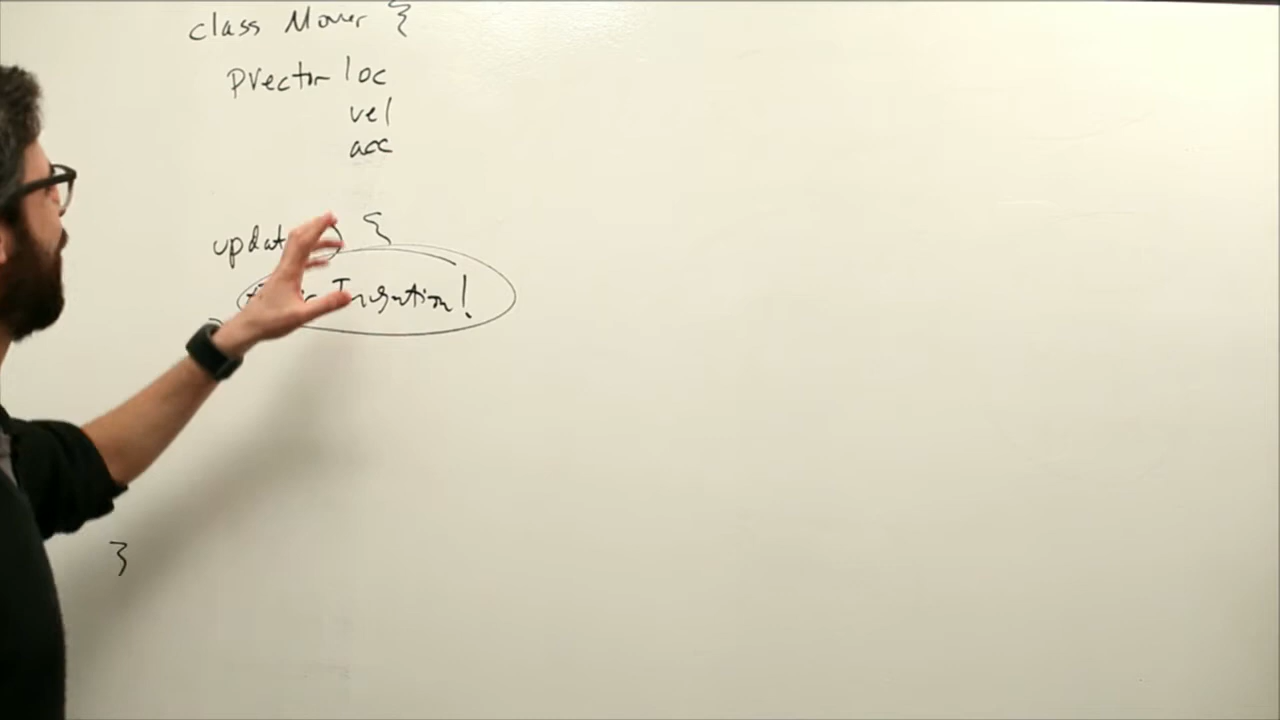 class Mover {
PVector loc
vel
acc
update() {
Integration!
}
}